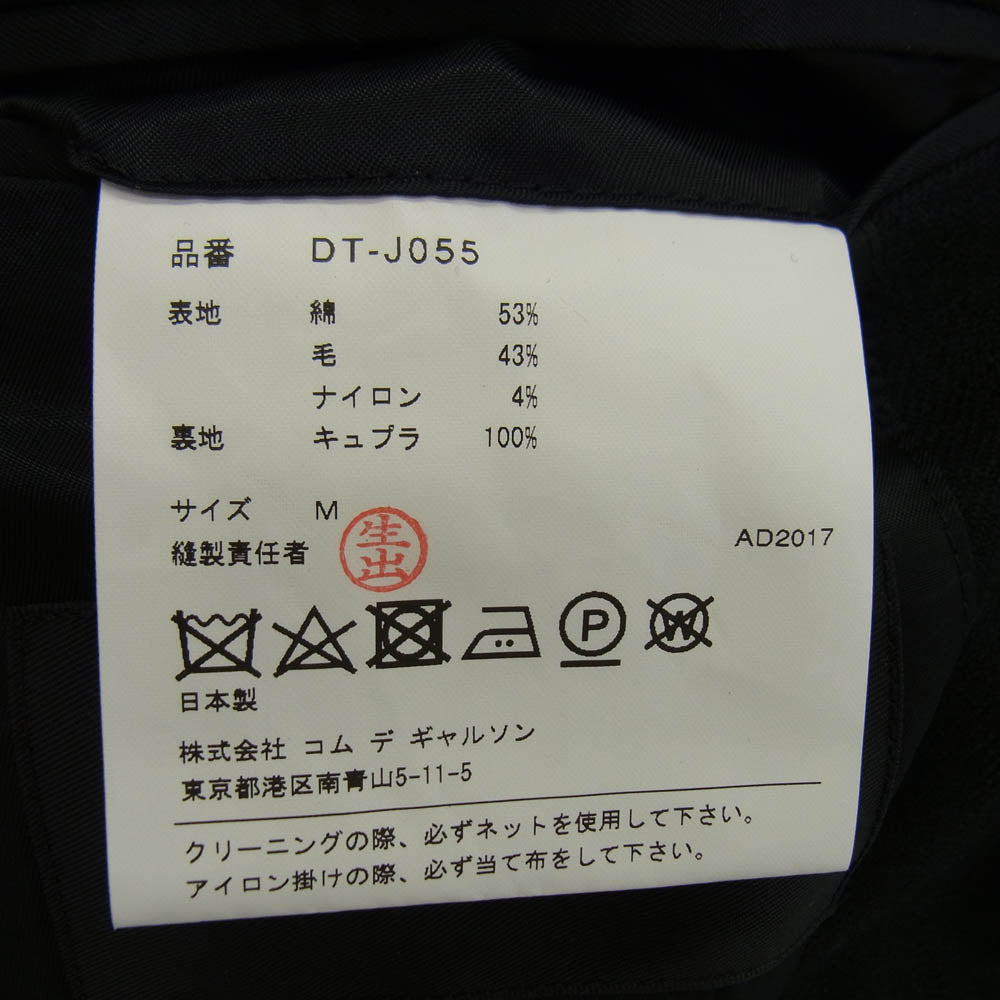 品番 DT-J055
表地 綿 53%
毛 43%
ナイロン 4%
裏地 キュプラ 100%
サイズ M
縫製責任者 生出
AD2017
P W
日本製
株式会社 コム デ ギャルソン
東京都港区南青山5-11-5
クリーニングの際、必ずネットを使用して下さい。
アイロン掛けの際、必ず当て布をして下さい。